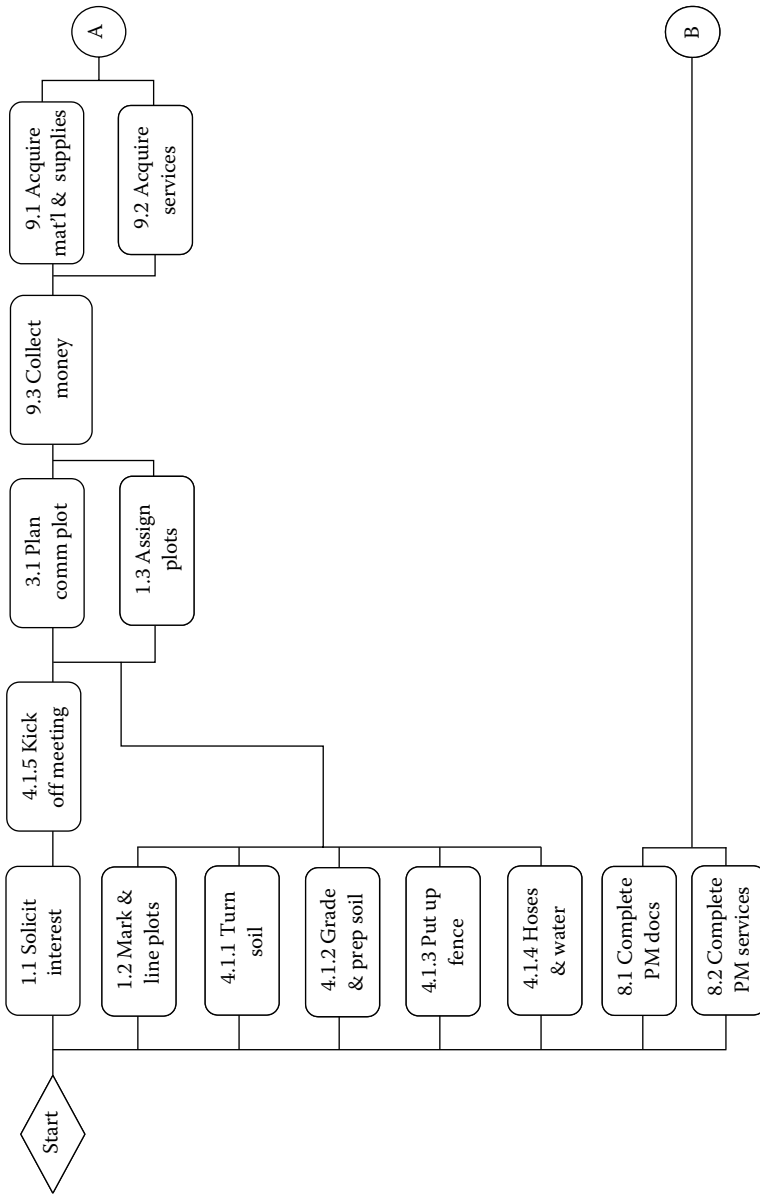 Start
1.1 Solicit
interest
1.2 Mark &
line plots
4.1.1 Turn
soil
4.1.2 Grade
& prep soil
4.1.3 Put up
fence
4.1.4 Hoses
& water
8.1 Complete
PM docs
8.2 Complete
PM services
4.1.5 Kick
off meeting
3.1 Plan
comm plot
1.3 Assign
plots
9.3 Collect
money
9.1 Acquire
mat'l & supplies
9.2 Acquire
services
A
B